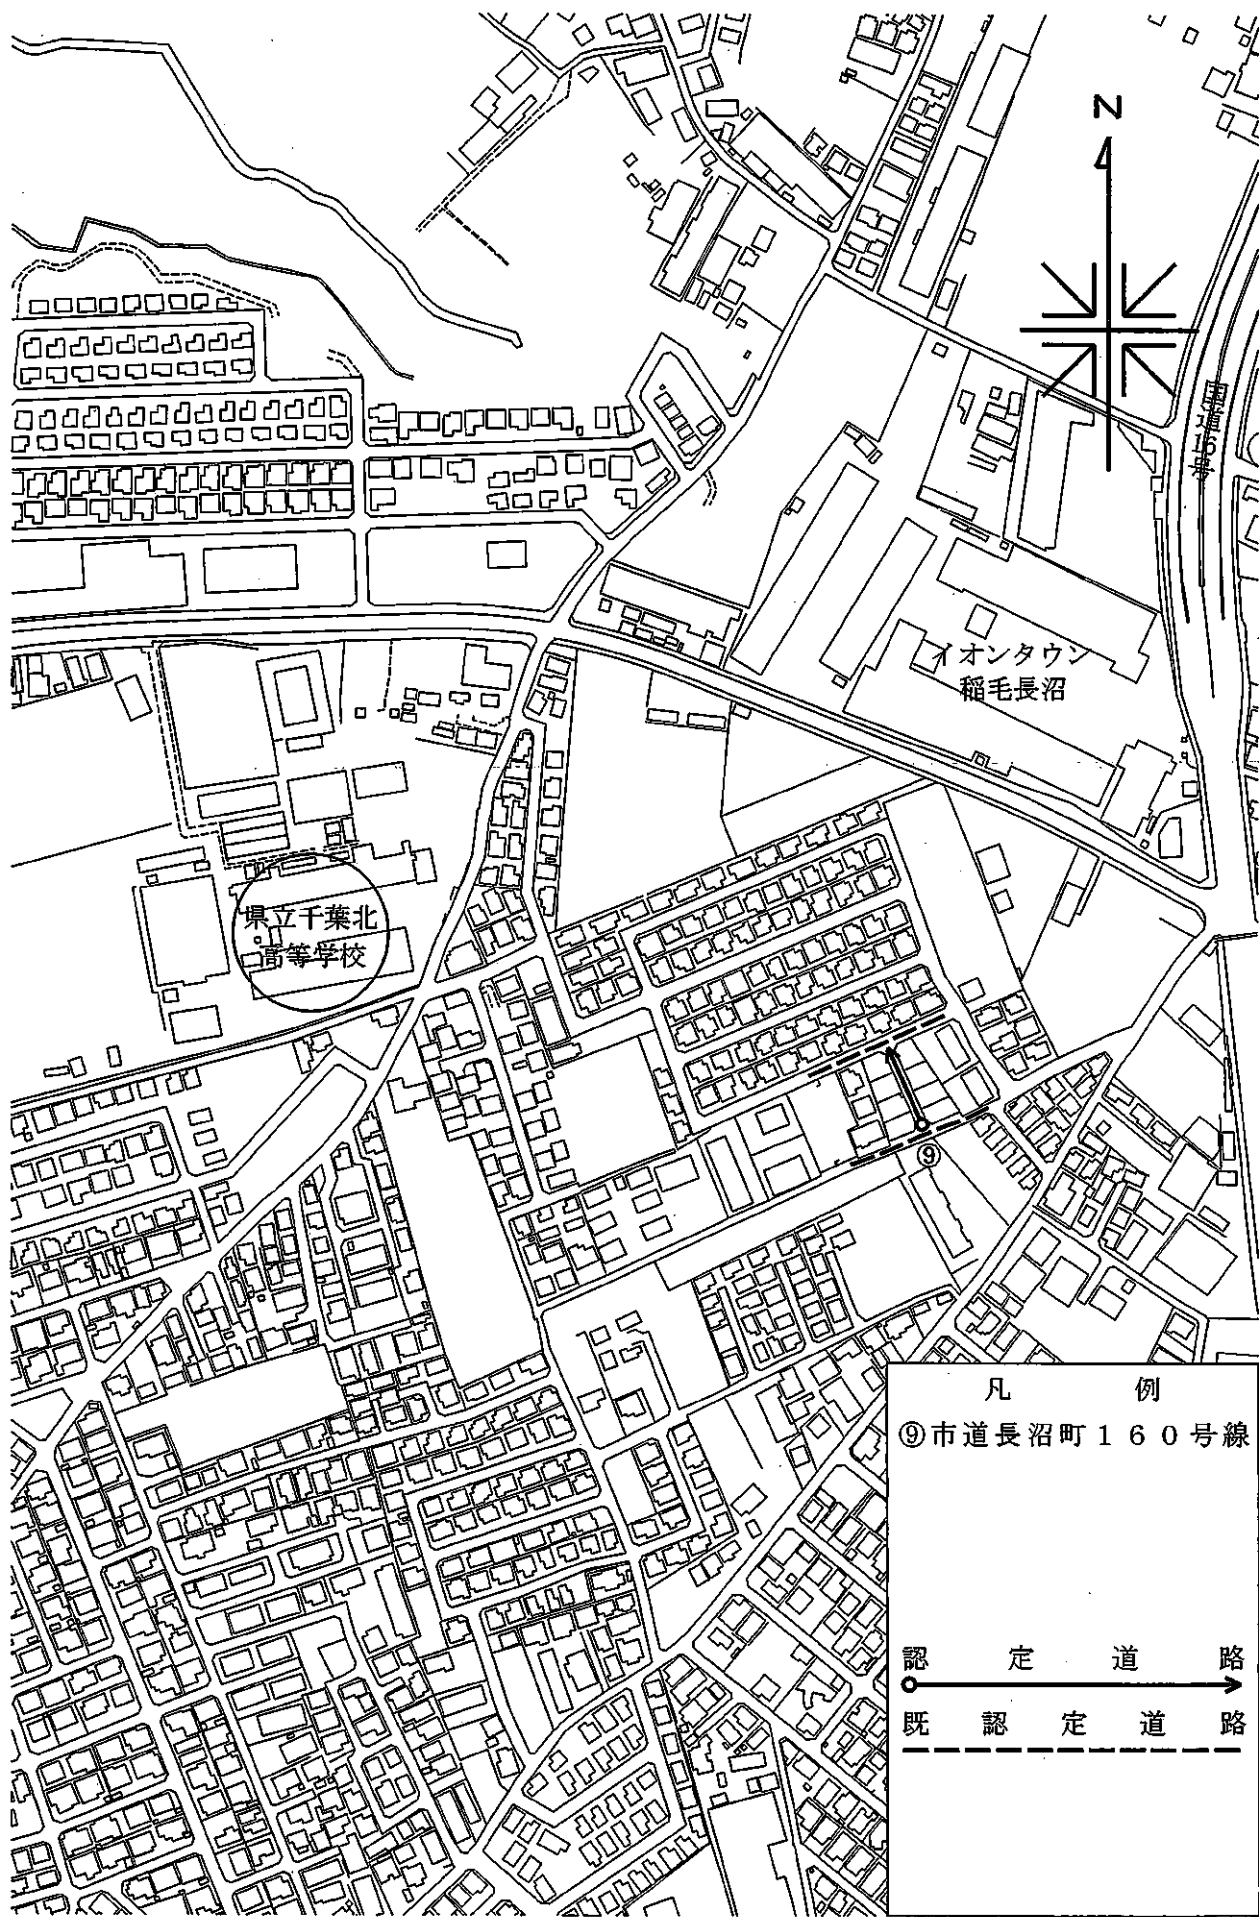 N
国道16号
イオンタウン
稲毛長沼
県立千葉北
高等学校
⑨
凡例
⑨市道長沼町160号線
認定道路
既認定道路